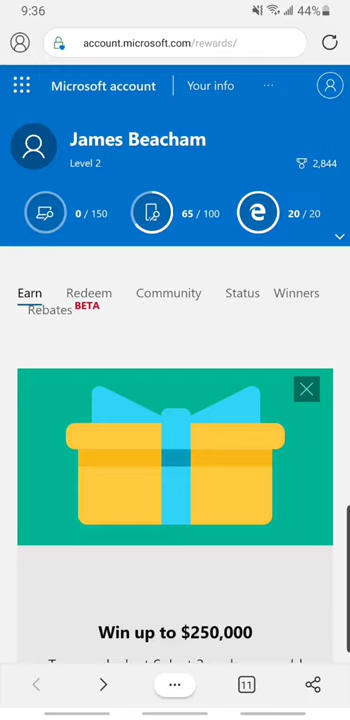 9:36
44%
account.microsoft.com/rewards/
Microsoft account
Your info
James Beacham
Level 2
2,844
0 / 150
65 / 100
20 / 20
Earn
Redeem
Community
Status
Winners
Rebates BETA
Win up to $250,000
11